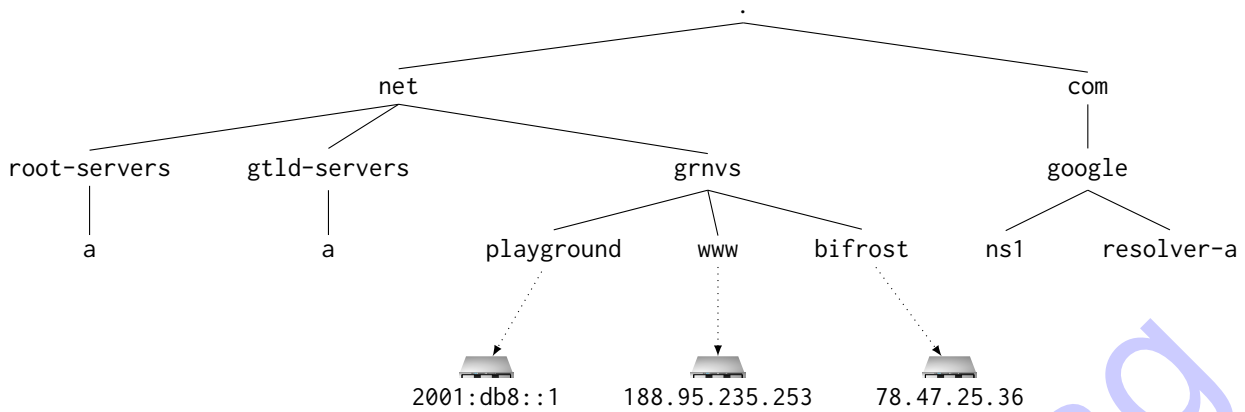 .
net com
root-servers gtld-servers grnvs google
a a playground www bifrost ns1 resolver-a
2001:db8::1 188.95.235.253 78.47.25.36